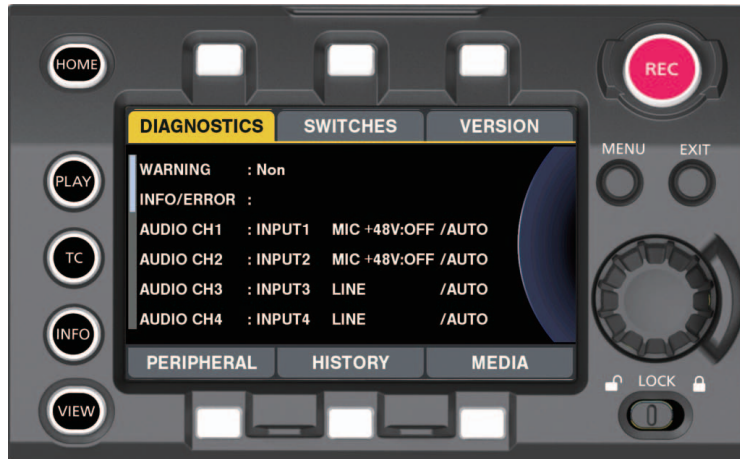 HOME
REC
DIAGNOSTICS SWITCHES VERSION
MENU EXIT
WARNING : Non
PLAY
INFO/ERROR :
AUDIO CH1 : INPUT1 MIC +48V:OFF /AUTO
TC
AUDIO CH2 : INPUT2 MIC +48V:OFF /AUTO
AUDIO CH3 : INPUT3 LINE /AUTO
AUDIO CH4 : INPUT4 LINE /AUTO
INFO
PERIPHERAL HISTORY MEDIA
LOCK
VIEW
0